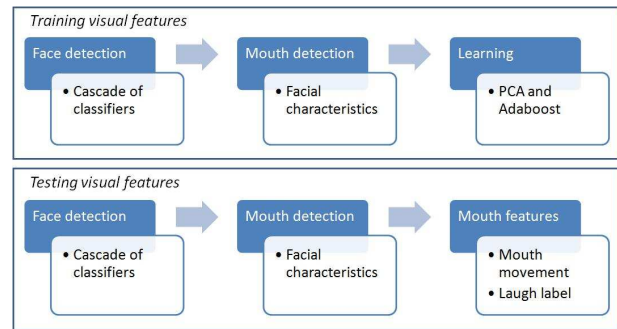 Training visual features
Face detection
• Cascade of
classifiers
Mouth detection
• Facial
characteristics
Learning
• PCA and
Adaboost
Testing visual features
Face detection
• Cascade of
classifiers
Mouth detection
• Facial
characteristics
Mouth features
• Mouth
movement
• Laugh label